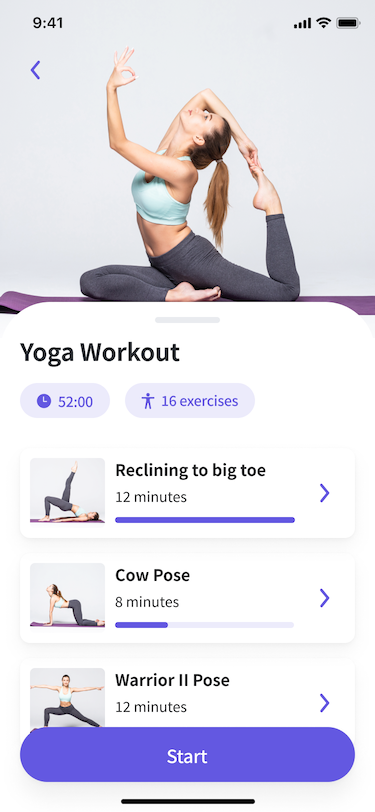 9:41
Yoga Workout
52:00
16 exercises
Reclining to big toe
12 minutes
Cow Pose
8 minutes
Warrior II Pose
12 minutes
Start